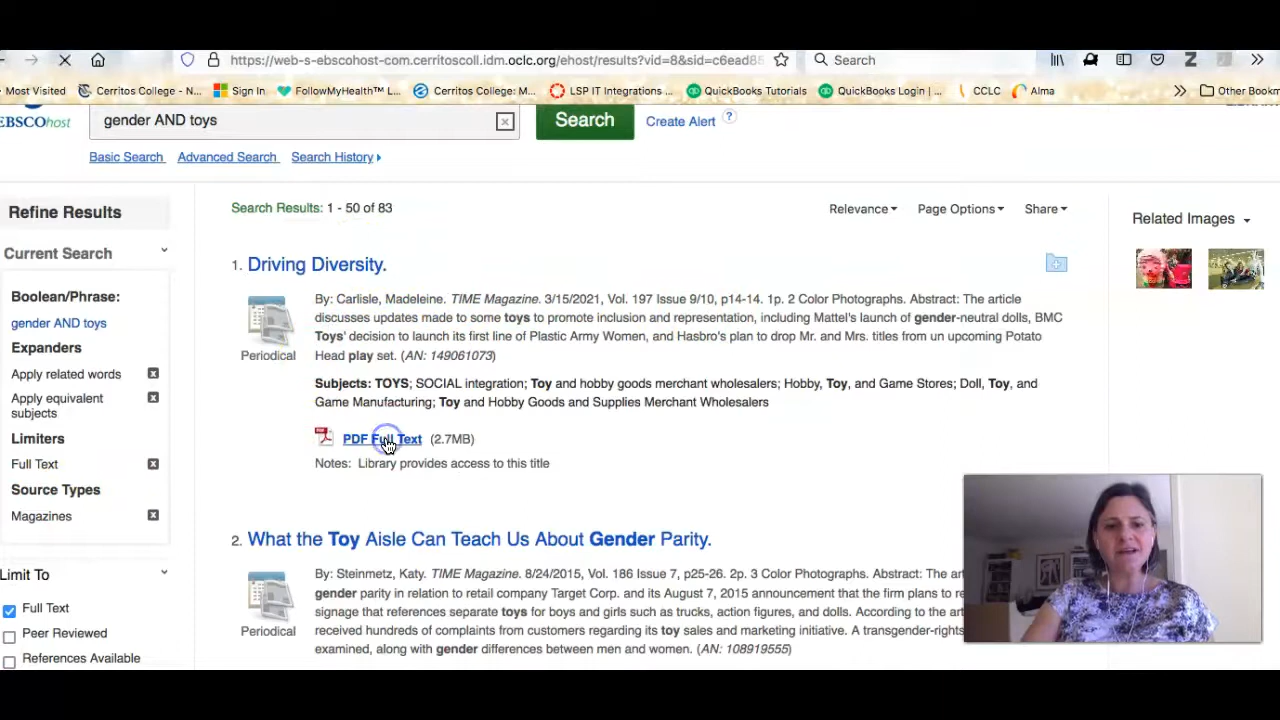 https://web-s-ebscohost-com.cerritoscoll.idm.oclc.org/ehost/results?vid=8&sid=c6ead85
Search
Most Visited
Cerritos College - N...
Sign In
FollowMyHealth™ L...
Cerritos College: M...
LSP IT Integrations ...
QuickBooks Tutorials
QuickBooks Login | ...
CCLC
Alma
Other Bookm
EBSCOhost
gender AND toys
Search
Create Alert
?
Basic Search
Advanced Search
Search History
Refine Results
Current Search
Boolean/Phrase:
gender AND toys
Expanders
Apply related words
Apply equivalent
subjects
Limiters
Full Text
Source Types
Magazines
Limit To
Full Text
Peer Reviewed
References Available
Search Results: 1 - 50 of 83
Relevance
Page Options
Share
1. Driving Diversity.
Periodical
By: Carlisle, Madeleine. TIME Magazine. 3/15/2021, Vol. 197 Issue 9/10, p14-14. 1p. 2 Color Photographs. Abstract: The article
discusses updates made to some toys to promote inclusion and representation, including Mattel's launch of gender-neutral dolls, BMC
Toys' decision to launch its first line of Plastic Army Women, and Hasbro's plan to drop Mr. and Mrs. titles from un upcoming Potato
Head play set. (AN: 149061073)
Subjects: TOYS; SOCIAL integration; Toy and hobby goods merchant wholesalers; Hobby, Toy, and Game Stores; Doll, Toy, and
Game Manufacturing; Toy and Hobby Goods and Supplies Merchant Wholesalers
PDF Full Text (2.7MB)
Notes: Library provides access to this title
2. What the Toy Aisle Can Teach Us About Gender Parity.
Periodical
By: Steinmetz, Katy. TIME Magazine. 8/24/2015, Vol. 186 Issue 7, p25-26. 2p. 3 Color Photographs. Abstract: The art
gender parity in relation to retail company Target Corp. and its August 7, 2015 announcement that the firm plans to re
signage that references separate toys for boys and girls such as trucks, action figures, and dolls. According to the art
received hundreds of complaints from customers regarding its toy sales and marketing initiative. A transgender-rights
examined, along with gender differences between men and women. (AN: 108919555)
Related Images